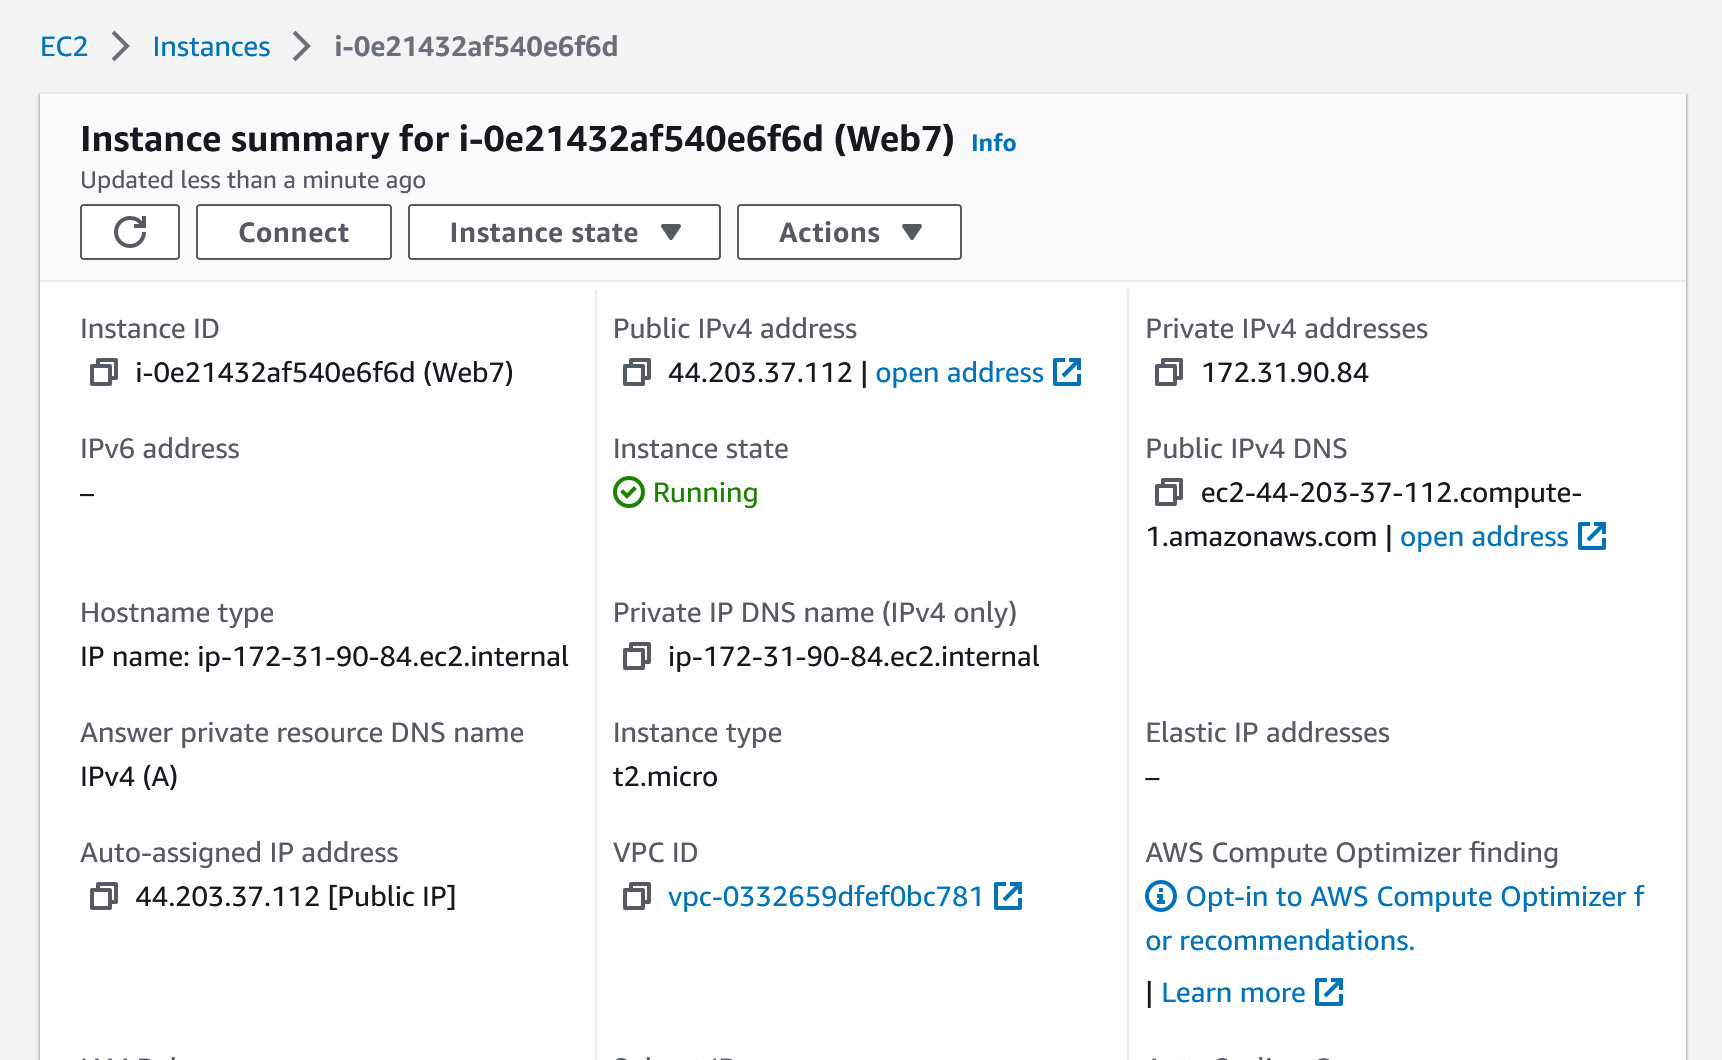 EC2 > Instances > i-0e21432af540e6f6d
Instance summary for i-0e21432af540e6f6d (Web7) Info
Updated less than a minute ago
Connect
Instance state
Actions
Instance ID
i-0e21432af540e6f6d (Web7)
Public IPv4 address
44.203.37.112 | open address
Private IPv4 addresses
172.31.90.84
IPv6 address
–
Instance state
Running
Public IPv4 DNS
ec2-44-203-37-112.compute-
1.amazonaws.com | open address
Hostname type
IP name: ip-172-31-90-84.ec2.internal
Private IP DNS name (IPv4 only)
ip-172-31-90-84.ec2.internal
Answer private resource DNS name
IPv4 (A)
Instance type
t2.micro
Elastic IP addresses
–
Auto-assigned IP address
44.203.37.112 [Public IP]
VPC ID
vpc-0332659dfef0bc781
AWS Compute Optimizer finding
Opt-in to AWS Compute Optimizer f
or recommendations.
| Learn more